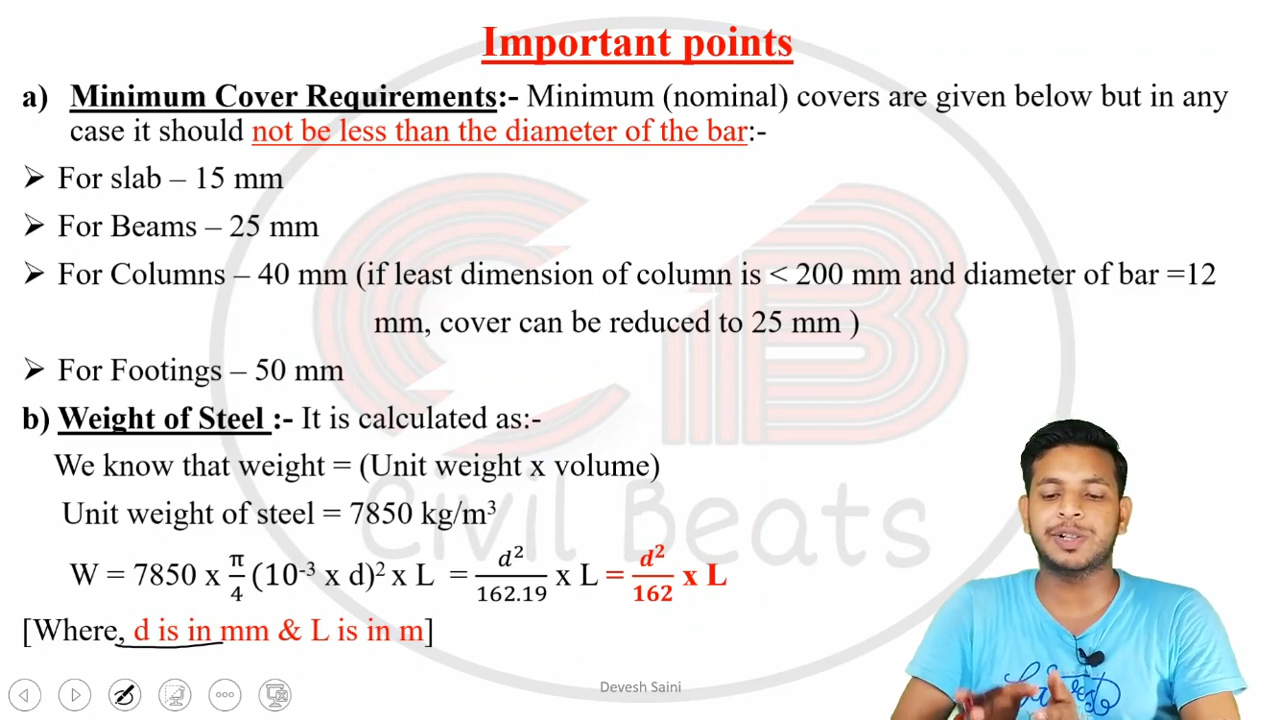 Important points
a) Minimum Cover Requirements:- Minimum (nominal) covers are given below but in any
case it should not be less than the diameter of the bar:-
➢ For slab – 15 mm
➢ For Beams – 25 mm
➢ For Columns – 40 mm (if least dimension of column is < 200 mm and diameter of bar =12
mm, cover can be reduced to 25 mm )
➢ For Footings – 50 mm
b) Weight of Steel :- It is calculated as:-
We know that weight = (Unit weight x volume)
Unit weight of steel = 7850 kg/m³
W = 7850 x π/4 (10⁻³ x d)² x L = d²/162.19 x L = d²/162 x L
[Where, d is in mm & L is in m]
Devesh Saini
CB
Civil Beats